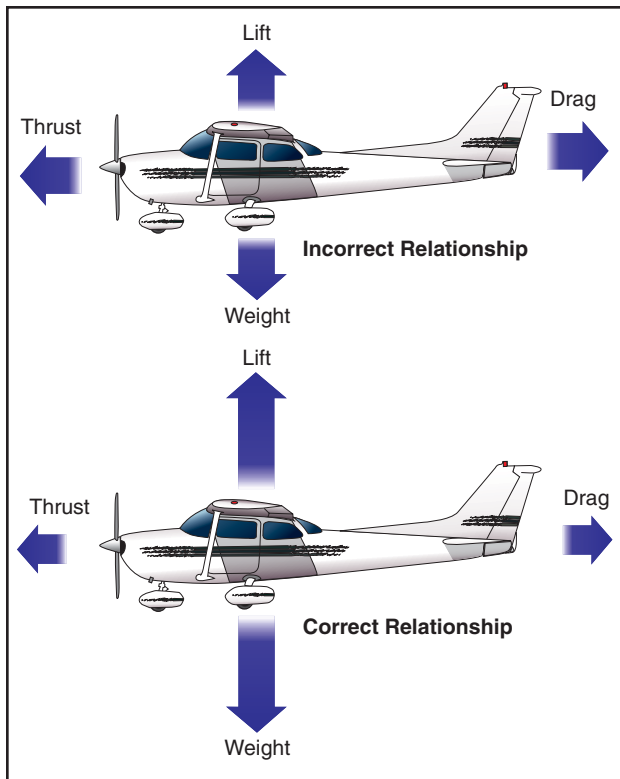 Lift
Drag
Thrust
Incorrect Relationship
Weight
Lift
Thrust
Drag
Correct Relationship
Weight